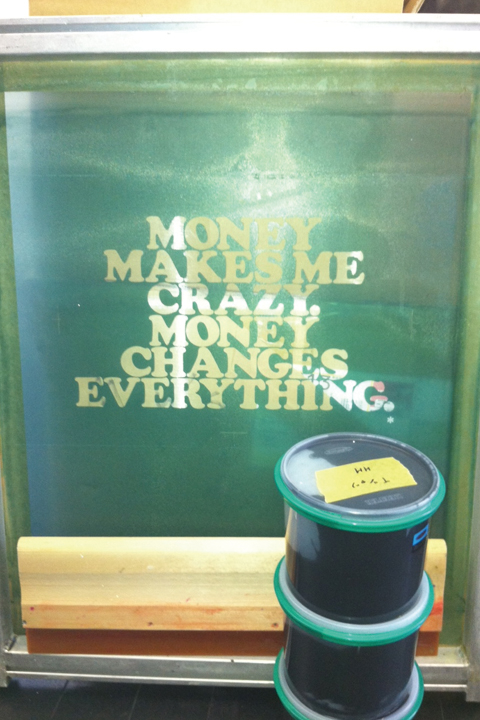 MONEY
MAKES ME
CRAZY.
MONEY
CHANGES
EVERYTHING.
*